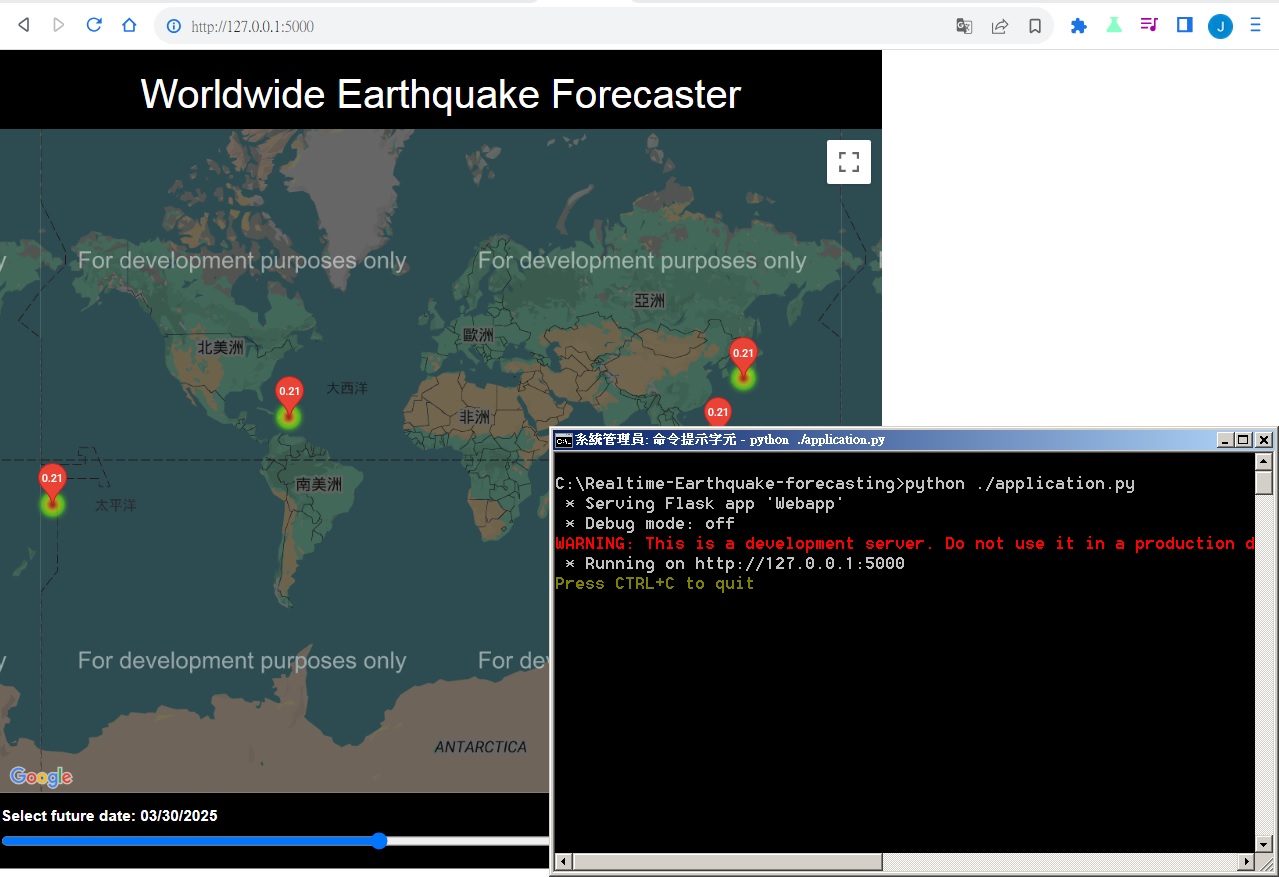 http://127.0.0.1:5000
J
Worldwide Earthquake Forecaster
For development purposes only
For development purposes only
亞洲
歐洲
北美洲
0.21
0.21
大西洋
0.21
非洲
0.21
南美洲
太平洋
For development purposes only
For de
ANTARCTICA
Google
Select future date: 03/30/2025
系統管理員: 命令提示字元 - python ./application.py
C:\Realtime-Earthquake-forecasting>python ./application.py
* Serving Flask app 'Webapp'
* Debug mode: off
WARNING: This is a development server. Do not use it in a production d
* Running on http://127.0.0.1:5000
Press CTRL+C to quit